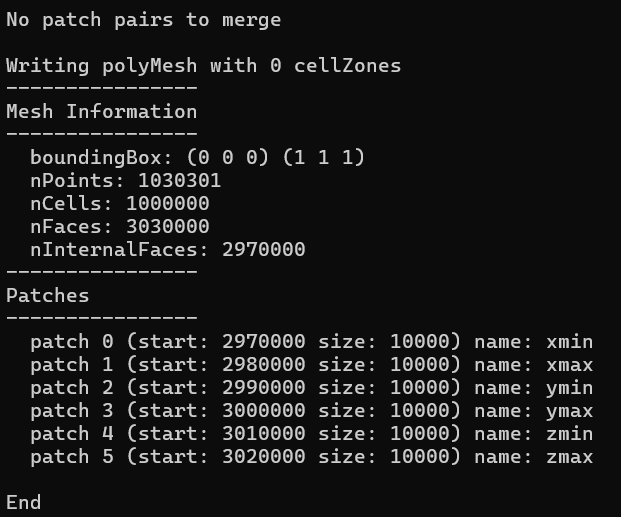 No patch pairs to merge
Writing polyMesh with 0 cellZones
----------------
Mesh Information
----------------
  boundingBox: (0 0 0) (1 1 1)
  nPoints: 1030301
  nCells: 1000000
  nFaces: 3030000
  nInternalFaces: 2970000
----------------
Patches
----------------
  patch 0 (start: 2970000 size: 10000) name: xmin
  patch 1 (start: 2980000 size: 10000) name: xmax
  patch 2 (start: 2990000 size: 10000) name: ymin
  patch 3 (start: 3000000 size: 10000) name: ymax
  patch 4 (start: 3010000 size: 10000) name: zmin
  patch 5 (start: 3020000 size: 10000) name: zmax
End